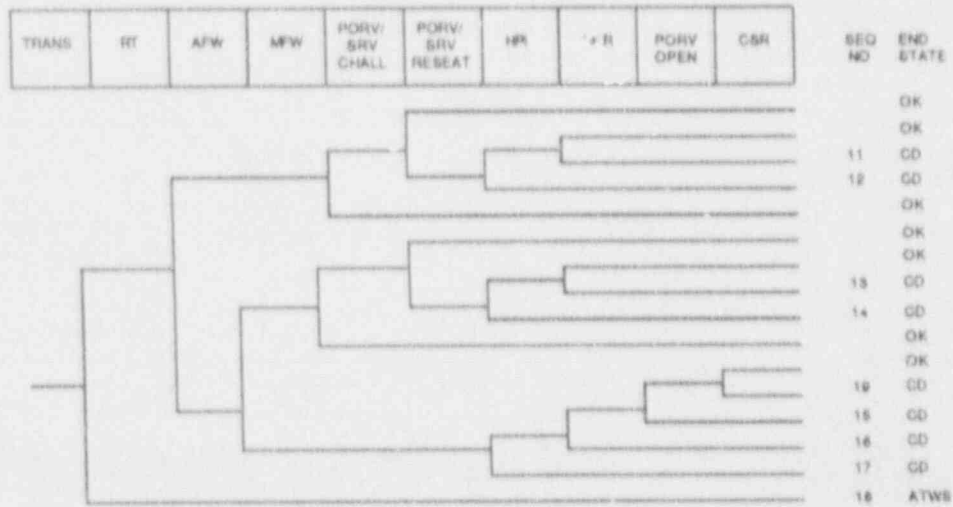 TRANS RT AFW MFW PORV/ SRV CHALL PORV/ SRV RESEAT HPI PORV OPEN CSR SEQ NO END STATE
OK
OK
11 CD
12 CD
OK
OK
OK
13 CD
14 CD
OK
OK
19 CD
15 CD
16 CD
17 CD
18 ATWS